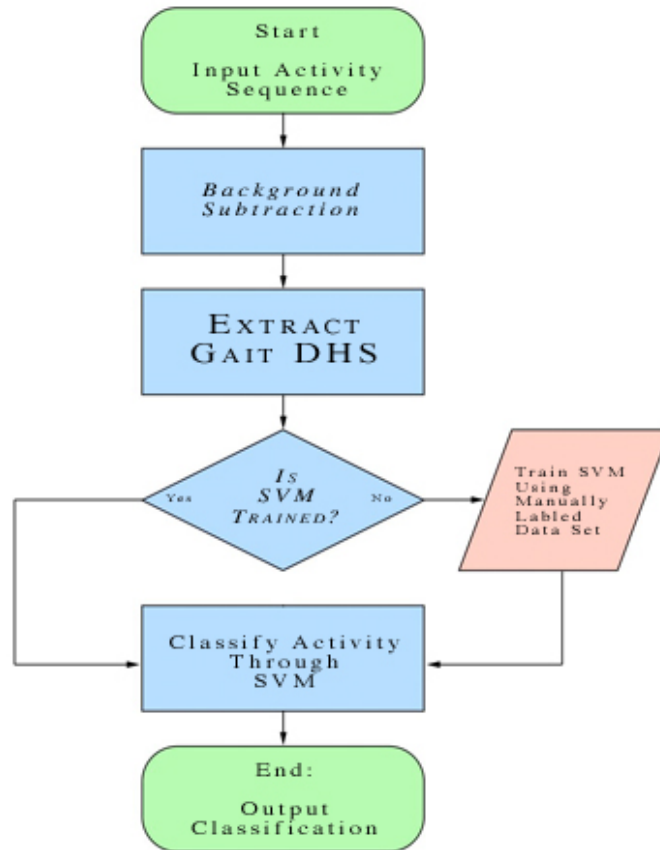 Start
Input Activity
Sequence
Background
Subtraction
EXTRACT
GAIT DHS
IS
SVM
TRAINED?
Yes
No
Train SVM
Using
Manually
Labled
Data Set
Classify Activity
Through
SVM
End:
Output
Classification